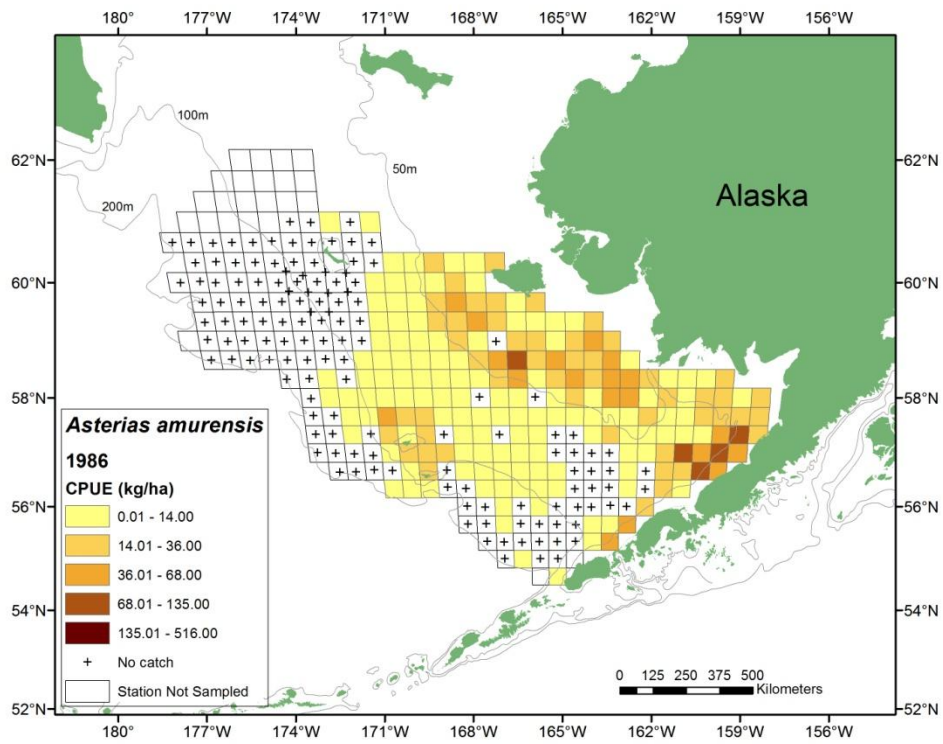 180° 177°W 174°W 171°W 168°W 165°W 162°W 159°W 156°W
100m
62°N
50m
62°N
200m
Alaska
60°N
60°N
58°N
58°N
Asterias amurensis
1986
CPUE (kg/ha)
56°N
56°N
0.01 - 14.00
14.01 - 36.00
36.01 - 68.00
68.01 - 135.00
54°N
54°N
135.01 - 516.00
No catch
0 125 250 375 500
Kilometers
Station Not Sampled
52°N
52°N
180° 177°W 174°W 171°W 168°W 165°W 162°W 159°W 156°W